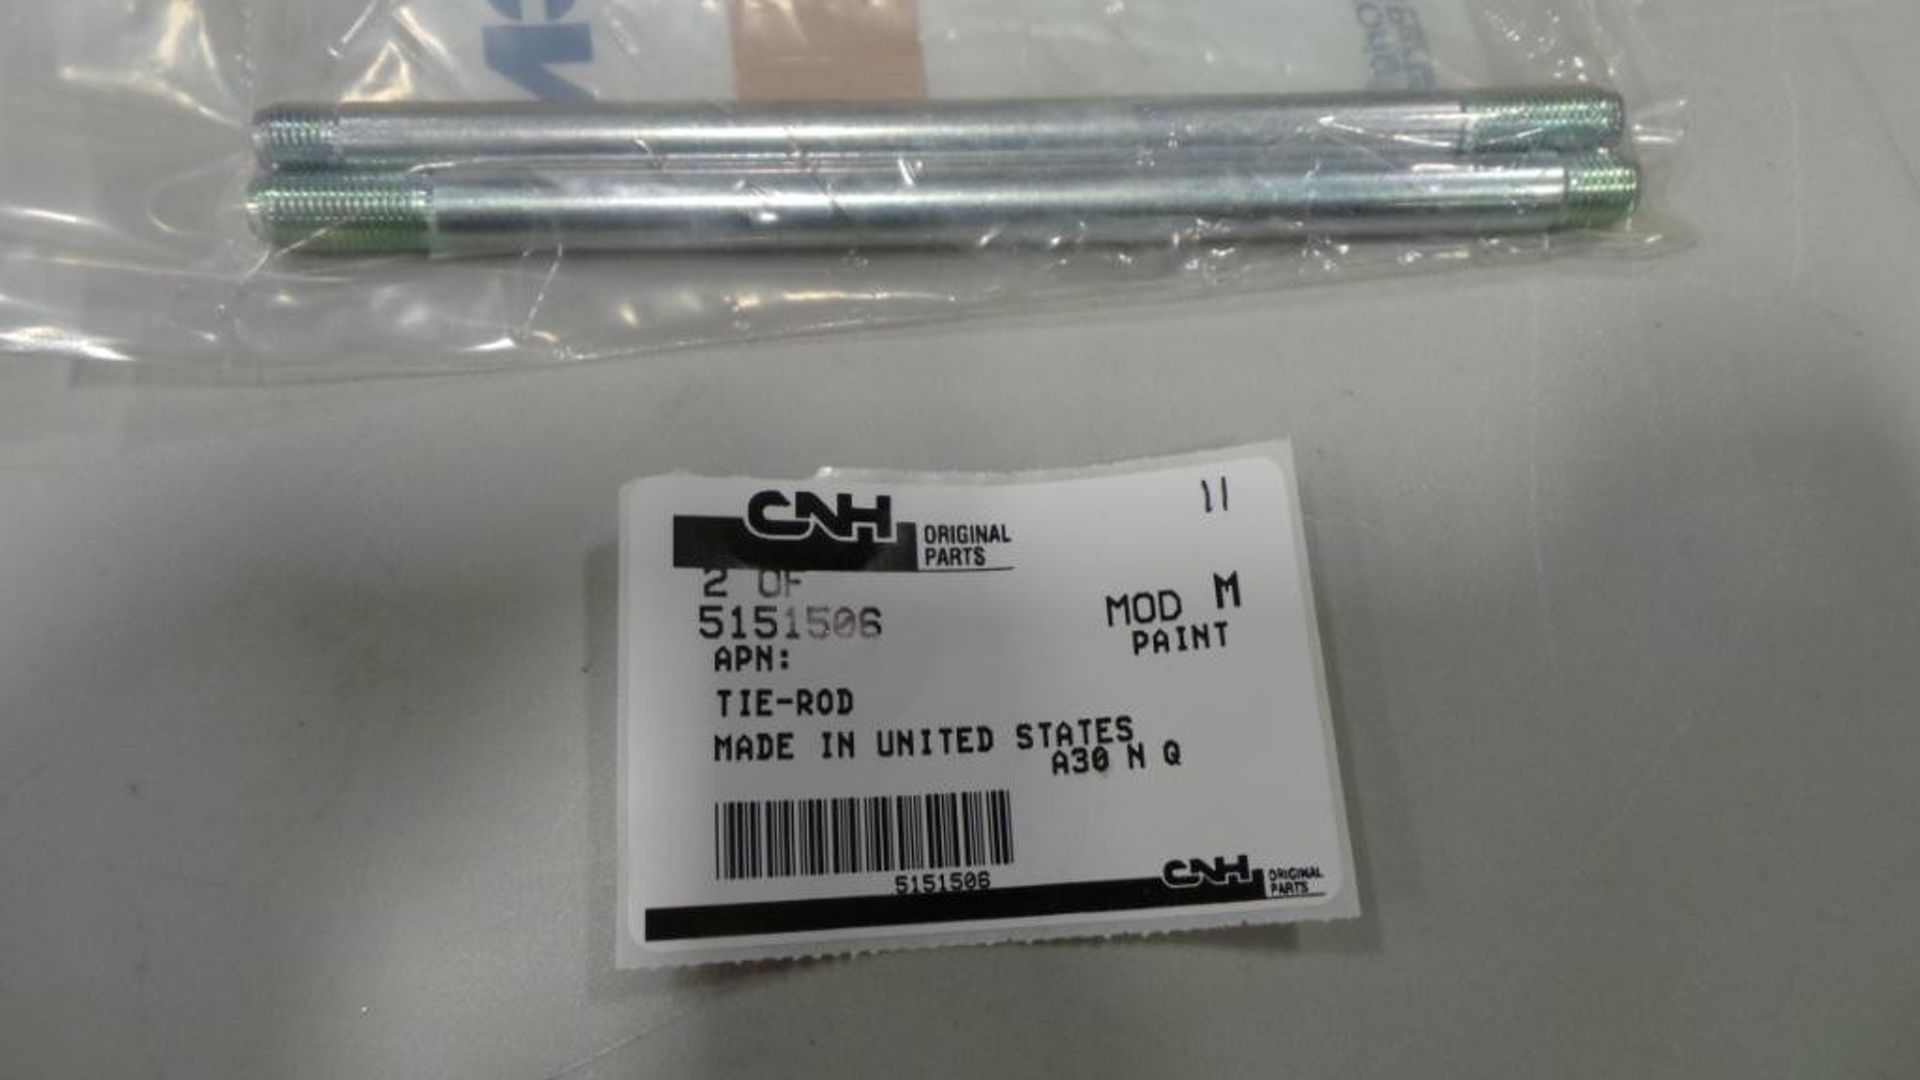 CNH ORIGINAL
PARTS
11
2 OF
5151506
MOD M
PAINT
APN:
TIE-ROD
MADE IN UNITED STATES
A30 N Q
5151506
CNH ORIGINAL
PARTS